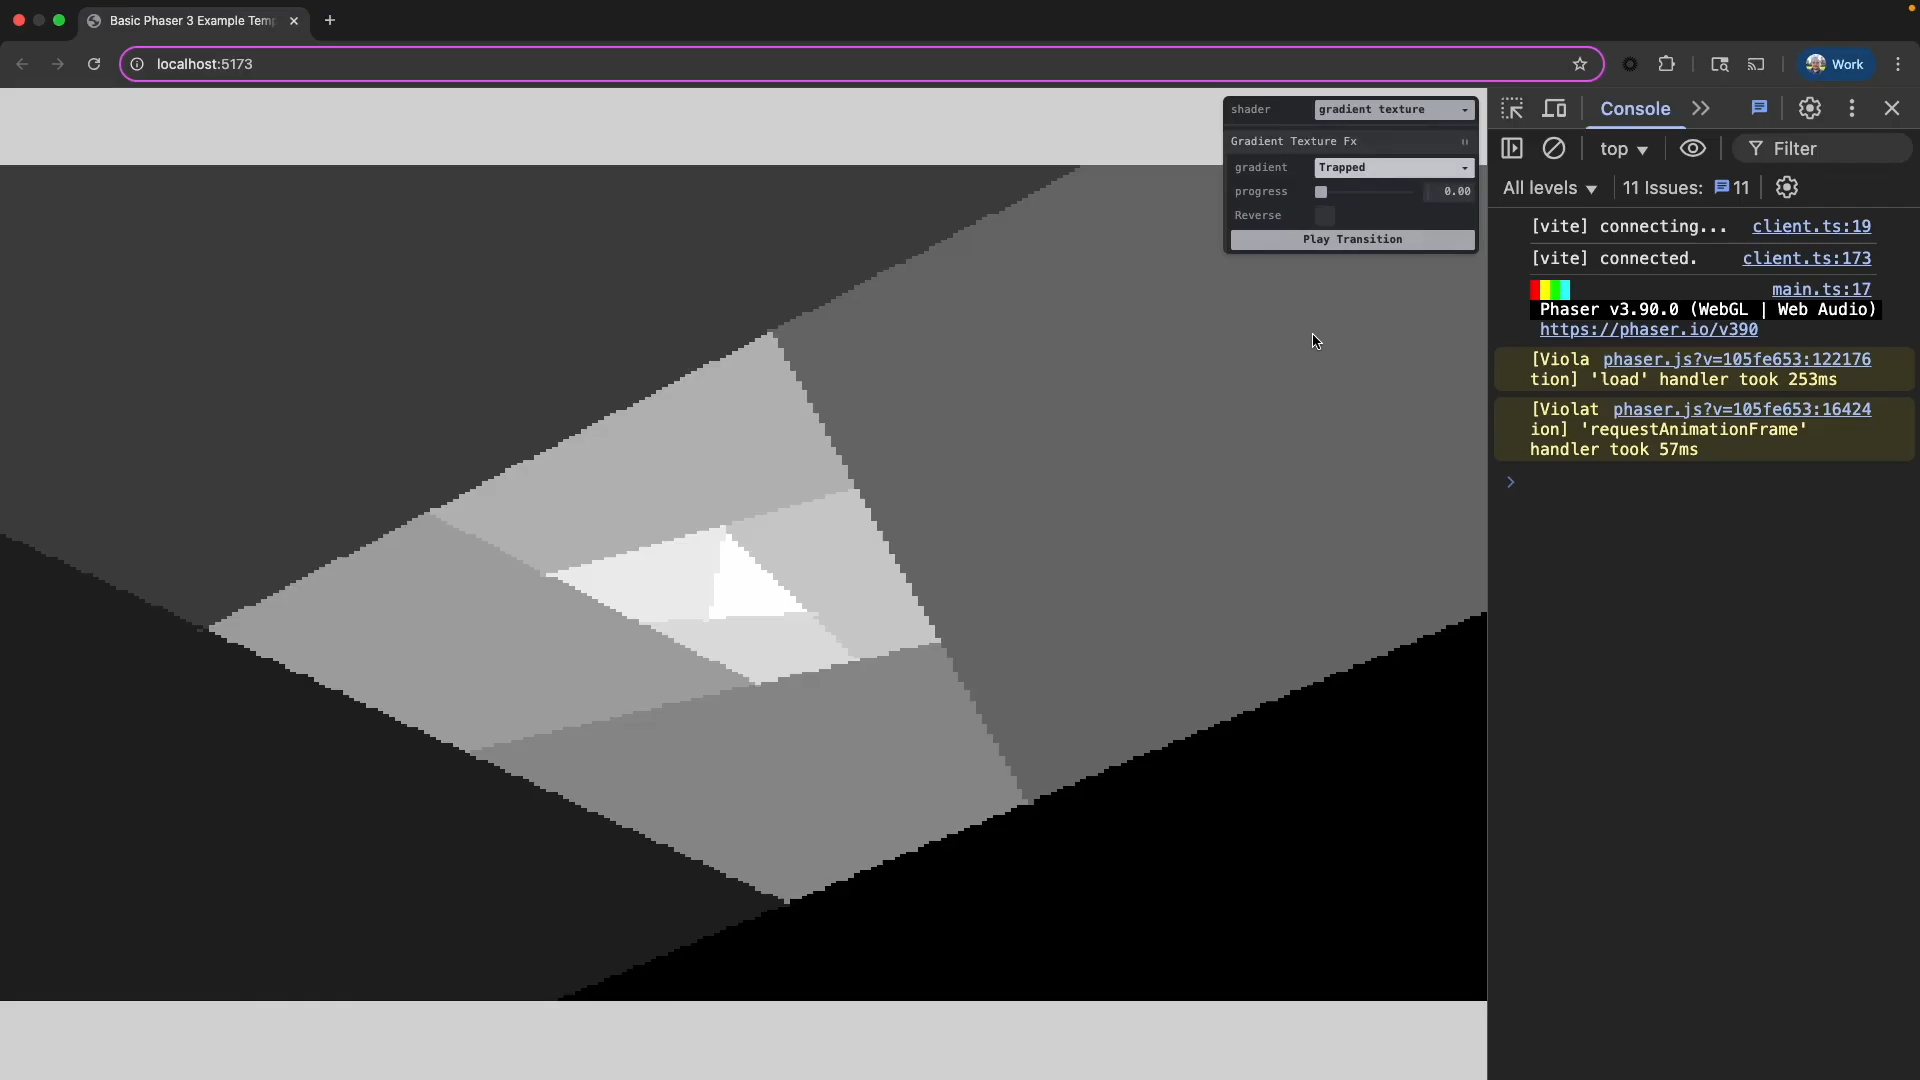 Basic Phaser 3 Example Temp
localhost:5173
Work
shader
gradient texture
Gradient Texture Fx
gradient
Trapped
progress
0.00
Reverse
Play Transition
Console
top
Filter
All levels
11 Issues:
11
[vite] connecting... client.ts:19
[vite] connected. client.ts:173
main.ts:17
Phaser v3.90.0 (WebGL | Web Audio)
https://phaser.io/v390
[Viola phaser.js?v=105fe653:122176
tion] 'load' handler took 253ms
[Violat phaser.js?v=105fe653:16424
ion] 'requestAnimationFrame'
handler took 57ms